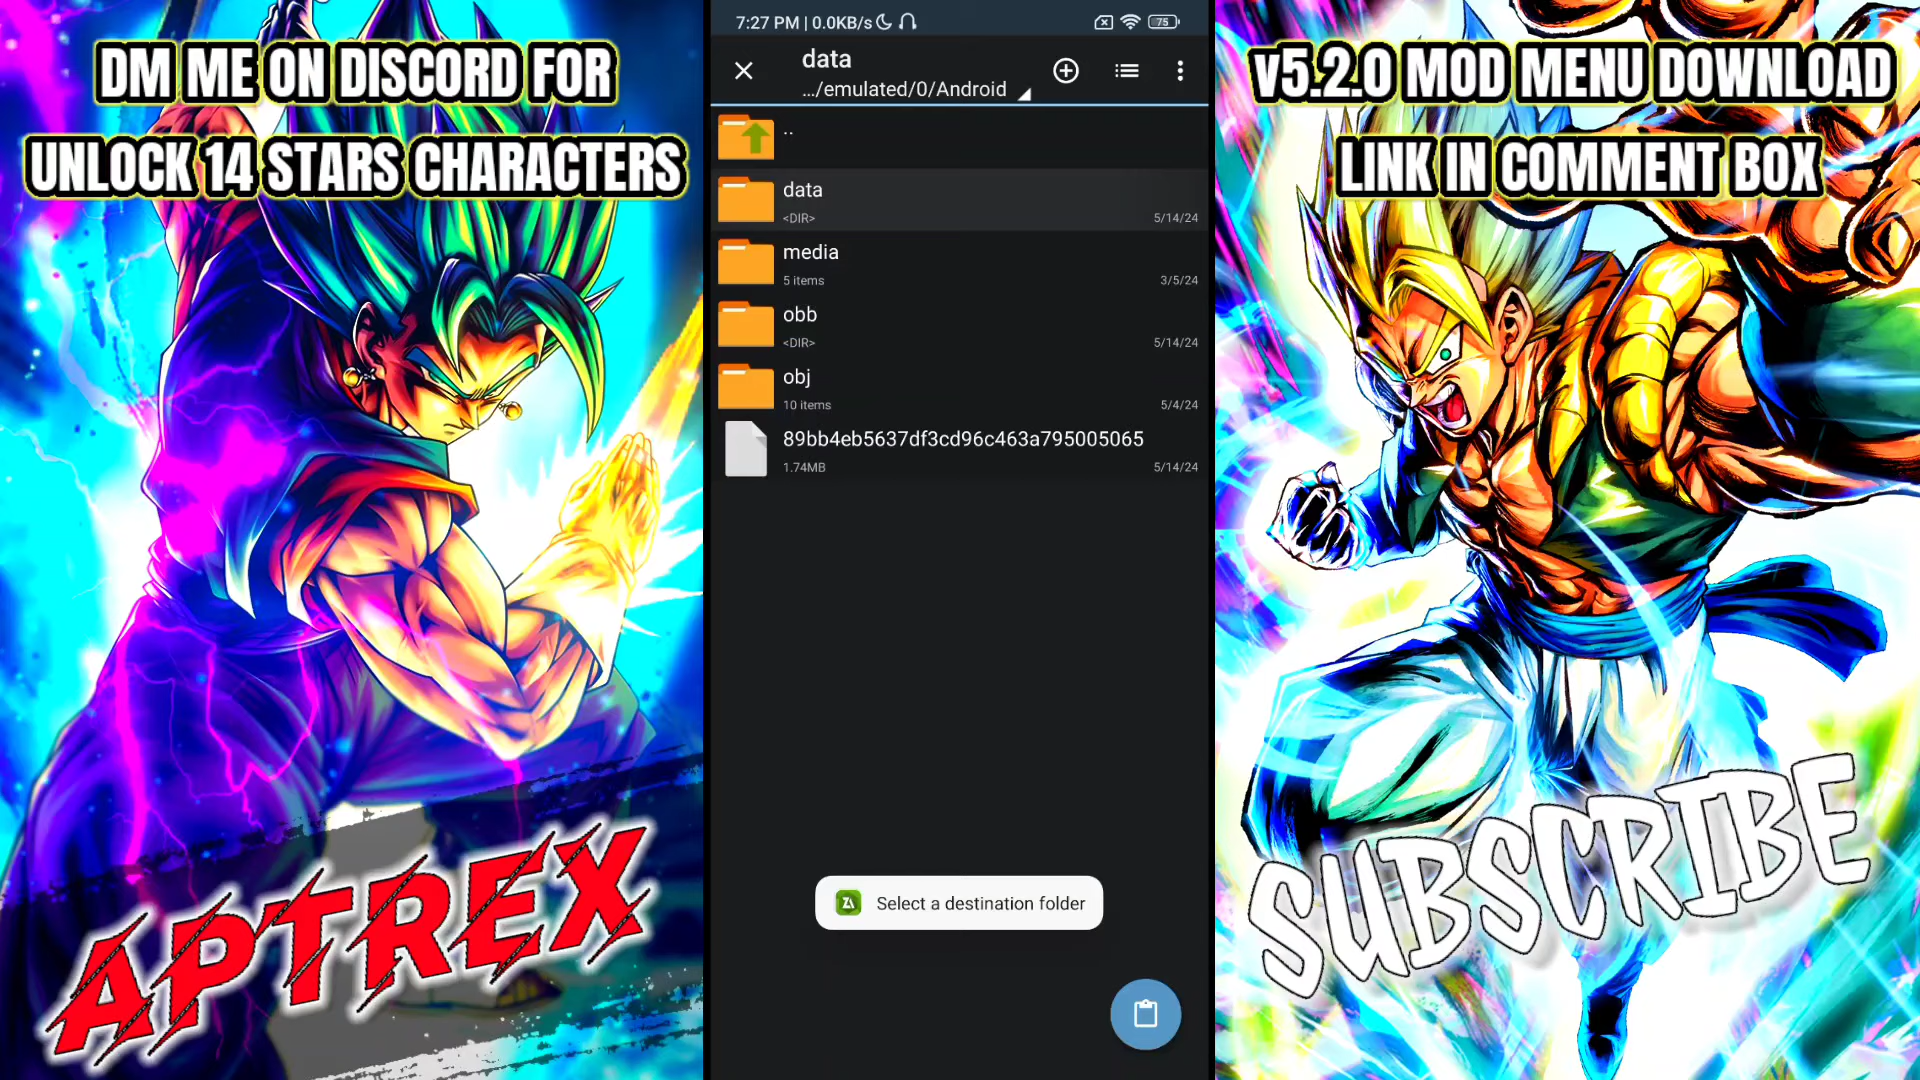 DM ME ON DISCORD FOR
UNLOCK 14 STARS CHARACTERS
APTREX
7:27 PM | 0.0KB/s
75
data
.../emulated/0/Android
..
data
<DIR>
5/14/24
media
5 items
3/5/24
obb
<DIR>
5/14/24
obj
10 items
5/4/24
89bb4eb5637df3cd96c463a795005065
1.74MB
5/14/24
ZA
Select a destination folder
v5.2.0 MOD MENU DOWNLOAD
LINK IN COMMENT BOX
SUBSCRIBE